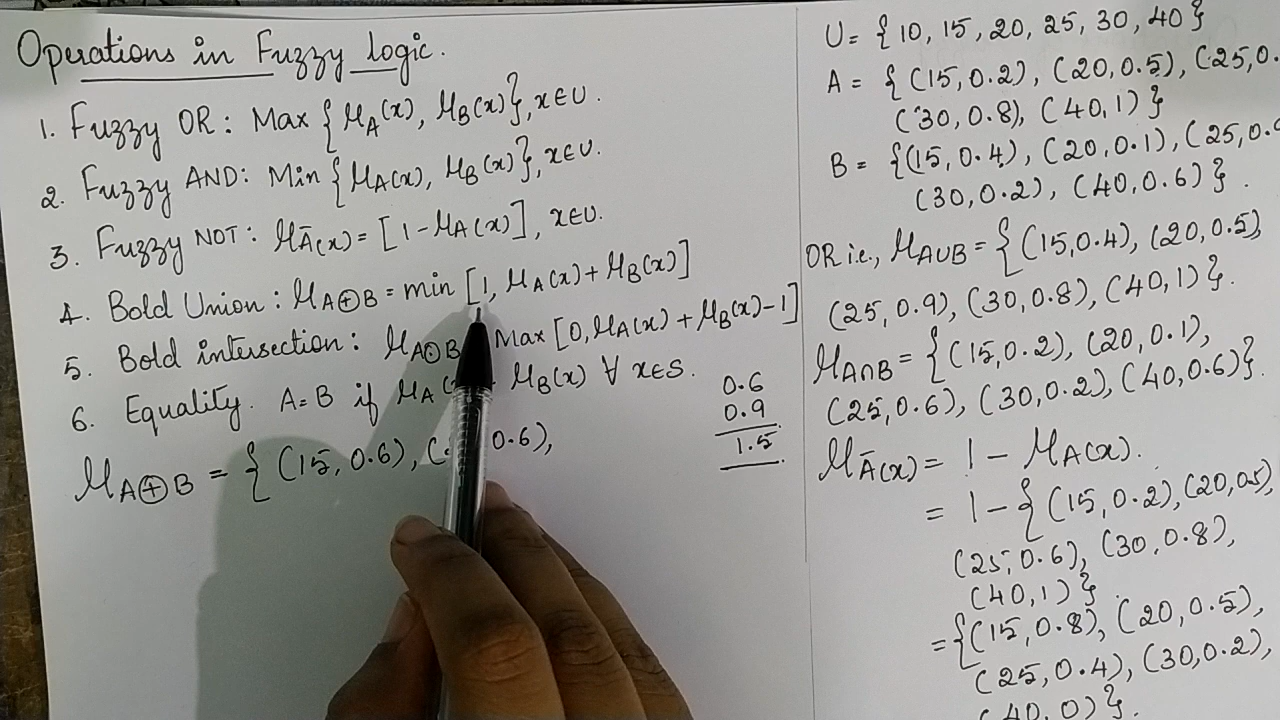 Operations in Fuzzy logic.
1. Fuzzy OR: Max {μA(x), μB(x)}, x∈U.
2. Fuzzy AND: Min {μA(x), μB(x)}, x∈U.
3. Fuzzy NOT: μĀ(x) = [1-μA(x)], x∈U.
4. Bold Union: μA⊕B = min [1, μA(x) + μB(x)]
5. Bold intersection: μA⊙B Max [0, μA(x) + μB(x) -1]
6. Equality. A=B if μA μB(x) ∀ x∈S.
0.6
0.9
1.5
μA⊕B = { (15, 0.6), ( 0.6),
U = { 10, 15, 20, 25, 30, 40 }
A = { (15, 0.2), (20, 0.5), (25, 0.
(30, 0.8), (40, 1) }
B = {(15, 0.4), (20, 0.1), (25, 0.
(30, 0.2), (40, 0.6) } .
OR i.e., μA∪B = { (15, 0.4), (20, 0.5),
(25, 0.9), (30, 0.8), (40, 1) }.
μA∩B = { (15, 0.2), (20, 0.1),
(25, 0.6), (30, 0.2), (40, 0.6) }.
μĀ(x) = 1 - μA(x).
= 1 - { (15, 0.2), (20, 0.5),
(25, 0.6), (30, 0.8),
(40, 1) }
= {(15, 0.8), (20, 0.5),
(25, 0.4), (30, 0.2),
(40, 0) }.